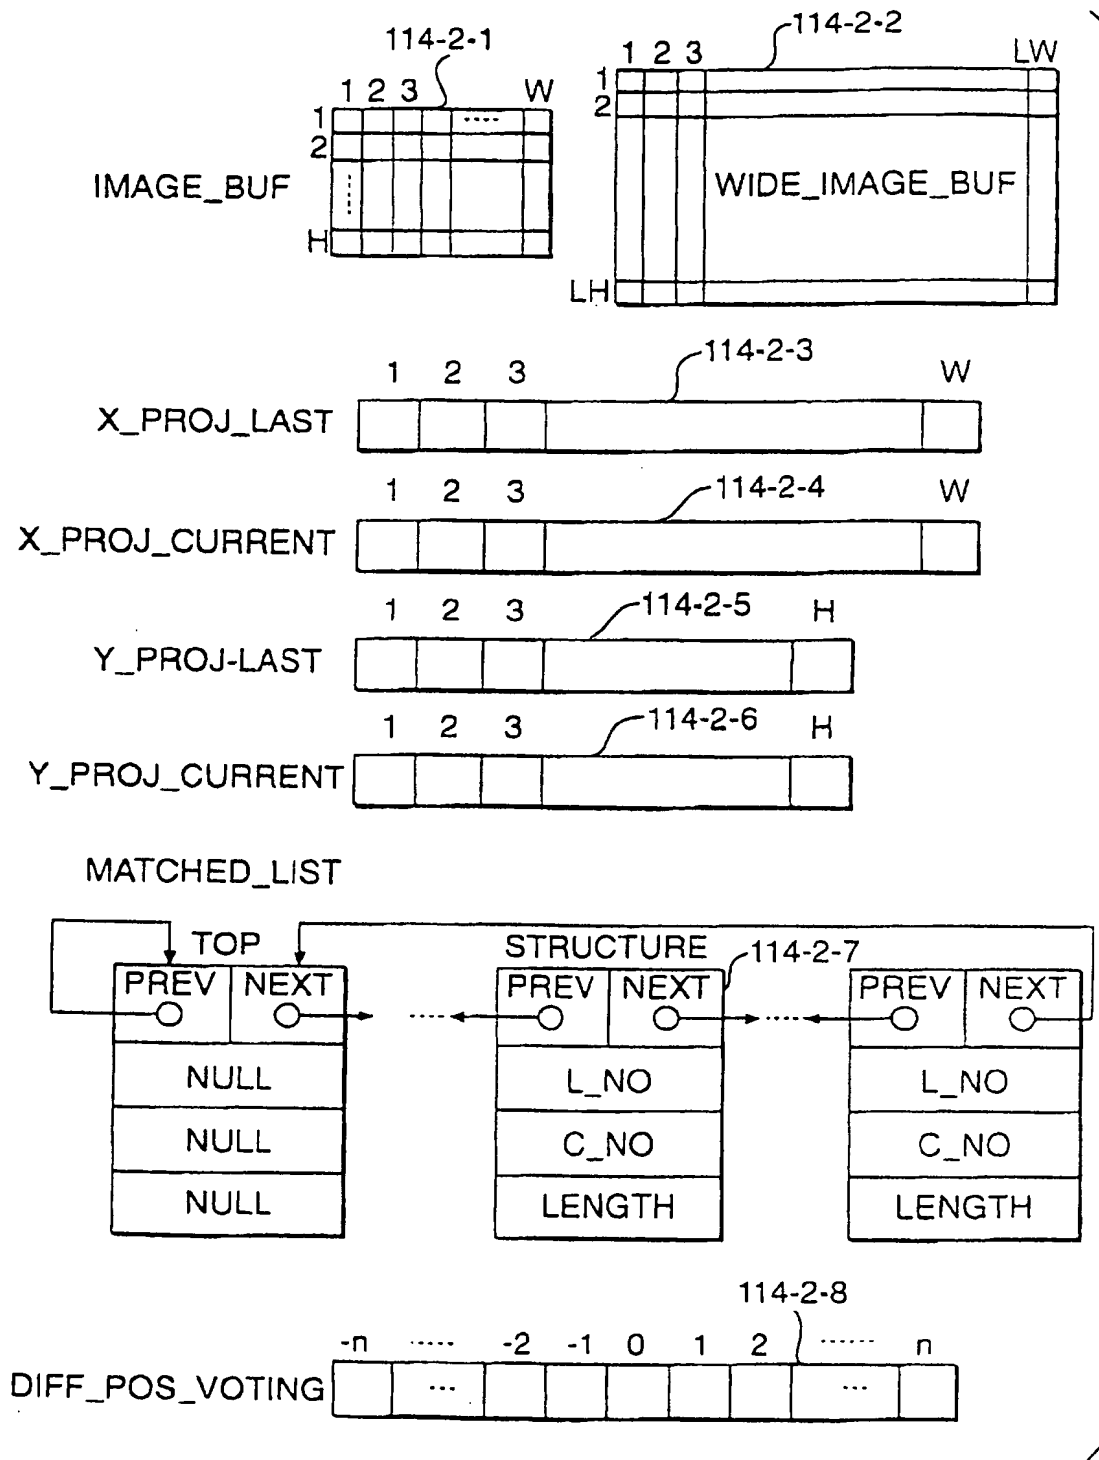 114-2-1
1 2 3 W
1 .....
2
IMAGE_BUF
H
114-2-2
1 2 3 LW
1
2
WIDE_IMAGE_BUF
LH
114-2-3
1 2 3 W
X_PROJ_LAST
114-2-4
1 2 3 W
X_PROJ_CURRENT
114-2-5
1 2 3 H
Y_PROJ-LAST
114-2-6
1 2 3 H
Y_PROJ_CURRENT
MATCHED_LIST
TOP STRUCTURE 114-2-7
PREV NEXT PREV NEXT PREV NEXT
NULL L_NO L_NO
NULL C_NO C_NO
NULL LENGTH LENGTH
114-2-8
-n ..... -2 -1 0 1 2 ...... n
DIFF_POS_VOTING ... ...